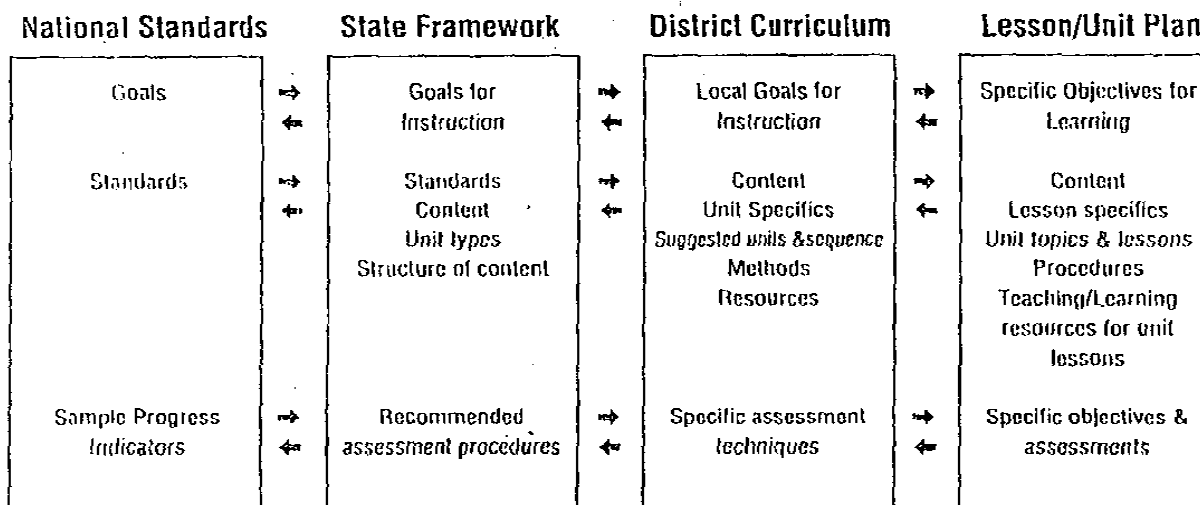 National Standards
State Framework
District Curriculum
Lesson/Unit Plan
Goals
Goals for
Instruction
Local Goals for
Instruction
Specific Objectives for
Learning
Standards
Standards
Content
Unit types
Structure of content
Content
Unit Specifics
Suggested units &sequence
Methods
Resources
Content
Lesson specifics
Unit topics & lessons
Procedures
Teaching/Learning
resources for unit
lessons
Sample Progress
Indicators
Recommended
assessment procedures
Specific assessment
techniques
Specific objectives &
assessments